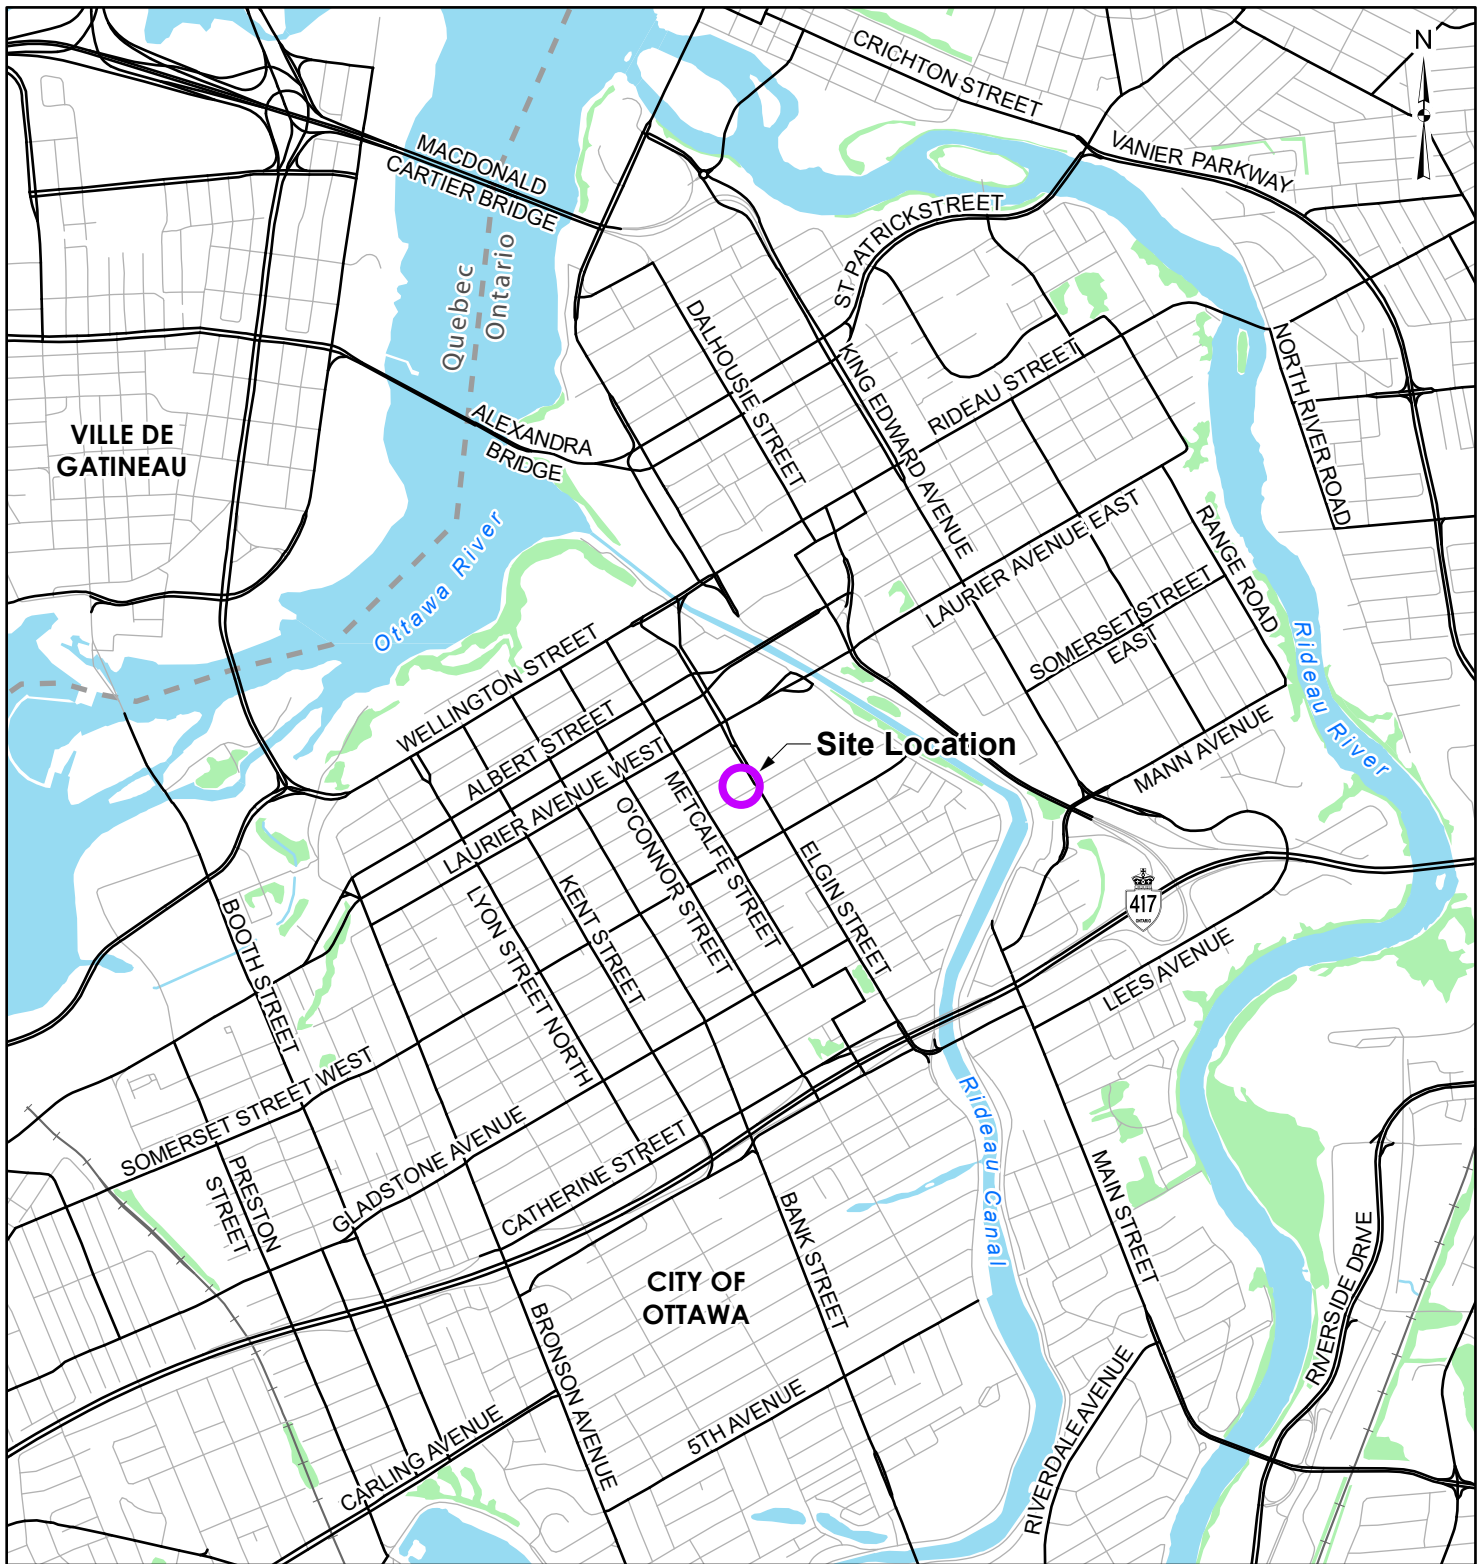 CRICHTON STREET
N
VANIER PARKWAY
MACDONALD
CARTIER BRIDGE
ST. PATRICK STREET
Quebec
Ontario
DALHOUSIE STREET
KING EDWARD AVENUE
RIDEAU STREET
NORTH RIVER ROAD
VILLE DE
GATINEAU
ALEXANDRA
BRIDGE
Ottawa River
LAURIER AVENUE EAST
RANGE ROAD
SOMERSET STREET
EAST
Rideau River
WELLINGTON STREET
ALBERT STREET
LAURIER AVENUE WEST
Site Location
MANN AVENUE
METCALFE STREET
O'CONNOR STREET
ELGIN STREET
KENT STREET
LYON STREET NORTH
BOOTH STREET
417
ONTARIO
LEES AVENUE
SOMERSET STREET WEST
GLADSTONE AVENUE
CATHERINE STREET
PRESTON
STREET
Riideau Canal
MAIN STREET
BANK STREET
CITY OF
OTTAWA
RIVERSIDE DRIVE
BRONSON AVENUE
5TH AVENUE
RIVERDALE AVENUE
CARLING AVENUE